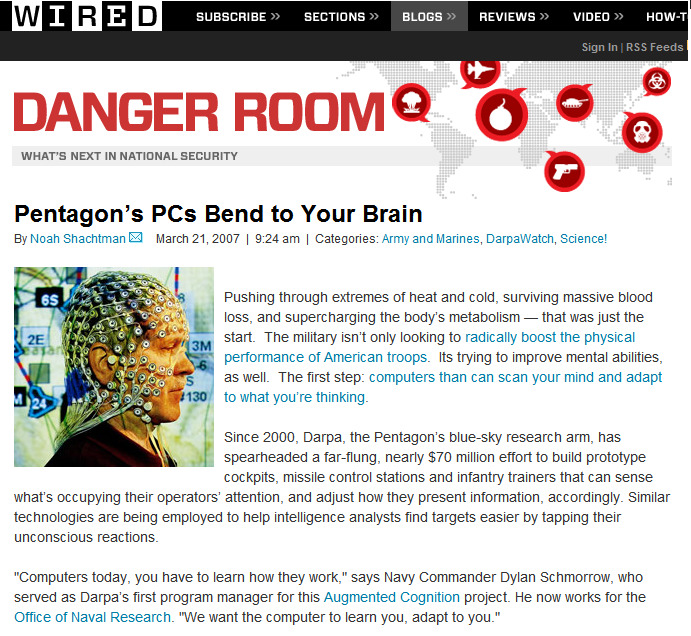 WIRED
SUBSCRIBE >> SECTIONS >> BLOGS >> REVIEWS >> VIDEO >> HOW-T
Sign In | RSS Feeds
DANGER ROOM
WHAT'S NEXT IN NATIONAL SECURITY
Pentagon's PCs Bend to Your Brain
By Noah Shachtman March 21, 2007 | 9:24 am | Categories: Army and Marines, DarpaWatch, Science!
6S
2E
3M
6
M 24
130
Pushing through extremes of heat and cold, surviving massive blood
loss, and supercharging the body's metabolism — that was just the
start. The military isn't only looking to radically boost the physical
performance of American troops. Its trying to improve mental abilities,
as well. The first step: computers than can scan your mind and adapt
to what you're thinking.
Since 2000, Darpa, the Pentagon's blue-sky research arm, has
spearheaded a far-flung, nearly $70 million effort to build prototype
cockpits, missile control stations and infantry trainers that can sense
what's occupying their operators' attention, and adjust how they present information, accordingly. Similar
technologies are being employed to help intelligence analysts find targets easier by tapping their
unconscious reactions.
"Computers today, you have to learn how they work," says Navy Commander Dylan Schmorrow, who
served as Darpa's first program manager for this Augmented Cognition project. He now works for the
Office of Naval Research. "We want the computer to learn you, adapt to you."